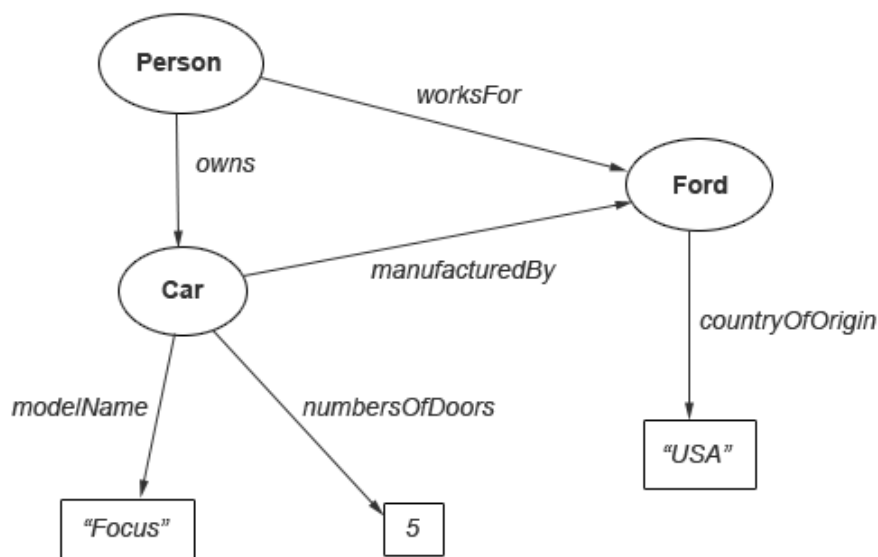 Person
worksFor
owns
Ford
Car
manufacturedBy
countryOfOrigin
modelName
numbersOfDoors
“USA”
“Focus”
5